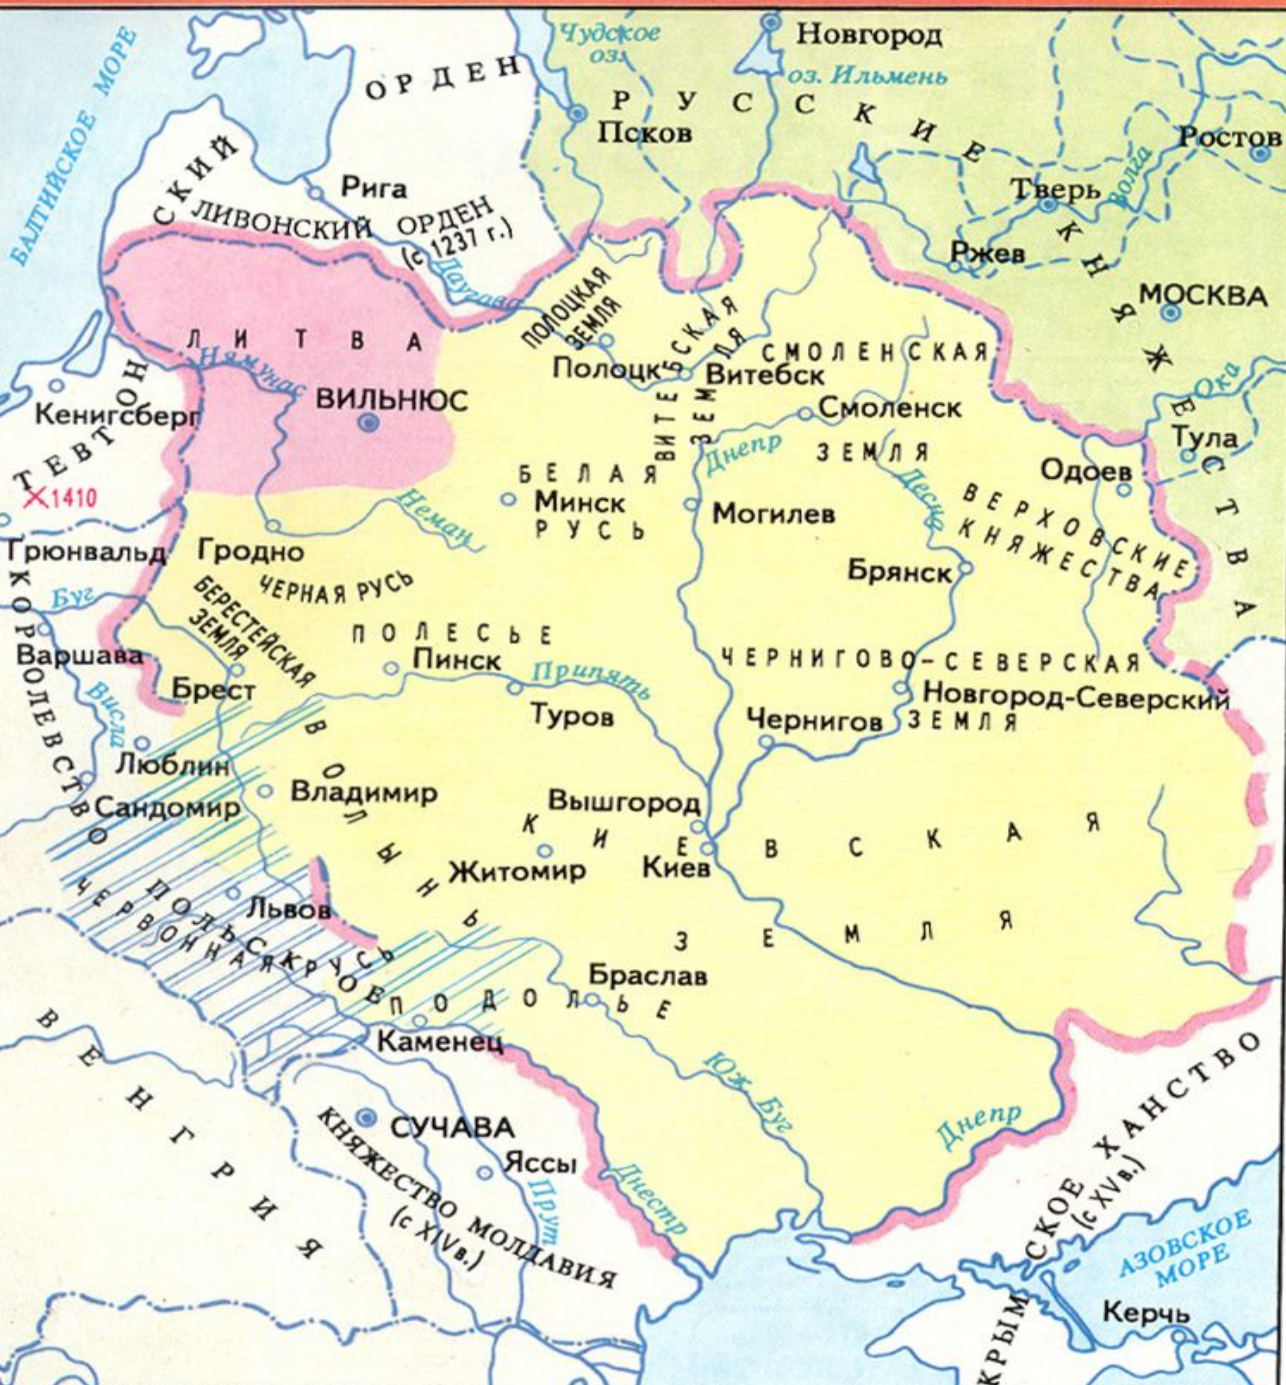 БАЛТИЙСКОЕ МОРЕ
Чудское
оз.
Новгород
оз. Ильмень
ОРДЕН
РУССКИЕ
Псков
Ростов
СКИЙ
Рига
Тверь
Волга
ЛИВОНСКИЙ ОРДЕН
(с 1237 г.)
КНЯЖЕСТВА
Ржев
Даугава
МОСКВА
ПОЛОЦКАЯ
ЗЕМЛЯ
ЛИТВА
Нямунас
ВИТЕБСКАЯ
ЗЕМЛЯ
СМОЛЕНСКАЯ
Полоцк
Витебск
Ока
ВИЛЬНЮС
Кенигсберг
ТЕВТОН
Смоленск
Днепр
ЗЕМЛЯ
Тула
Одоев
1410
БЕЛАЯ
Неман
Минск
РУСЬ
Могилев
Десна
ВЕРХОВСКИЕ
КНЯЖЕСТВА
Грюнвальд
Гродно
Брянск
КОРОЛЕВСТВО
Буг
ЧЕРНАЯ РУСЬ
БЕРЕСТЕЙСКАЯ
ЗЕМЛЯ
ПОЛЕСЬЕ
Варшава
Пинск
Припять
ЧЕРНИГОВО-СЕВЕРСКАЯ
Висла
Брест
Туров
Новгород-Северский
Чернигов
ЗЕМЛЯ
ВОЛЫНЬ
Люблин
Сандомир
Владимир
Вышгород
КИЕВСКАЯ
Житомир
Киев
ПОЛЬСКОЕ
ЧЕРВОННАЯ РУСЬ
Львов
ЗЕМЛЯ
Браслав
ПОДОЛЬЕ
Каменец
ВЕНГРИЯ
Юж Буг
СУЧАВА
КНЯЖЕСТВО МОЛДАВИЯ
(с XIVв.)
Яссы
Прут
Днестр
Днепр
КРЫМСКОЕ ХАНСТВО
(с XVв.)
АЗОВСКОЕ
МОРЕ
Керчь